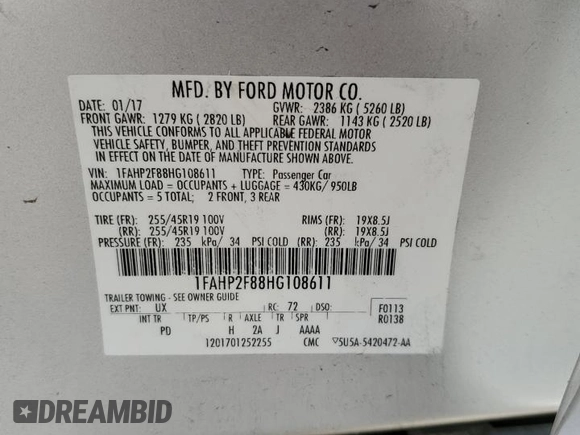 MFD. BY FORD MOTOR CO.
DATE: 01/17 GVWR: 2386 KG ( 5260 LB)
FRONT GAWR: 1279 KG ( 2820 LB) REAR GAWR: 1143 KG ( 2520 LB)
THIS VEHICLE CONFORMS TO ALL APPLICABLE FEDERAL MOTOR
VEHICLE SAFETY, BUMPER, AND THEFT PREVENTION STANDARDS
IN EFFECT ON THE DATE OF MANUFACTURE SHOWN ABOVE.
VIN: 1FAHP2F88HG108611 TYPE: Passenger Car
MAXIMUM LOAD = OCCUPANTS + LUGGAGE = 430KG/ 950LB
OCCUPANTS = 5 TOTAL; 2 FRONT, 3 REAR
TIRE (FR): 255/45R19 100V RIMS (FR): 19X8.5J
(RR): 255/45R19 100V (RR): 19X8.5J
PRESSURE (FR): 235 kPa/ 34 PSI COLD (RR): 235 kPa/ 34 PSI COLD
1FAHP2F88HG108611
TRAILER TOWING - SEE OWNER GUIDE
EXT PNT: UX RC: 72 DSO: F0113
INT TR TP/PS R AXLE TR SPR R0138
PD H 2A J AAAA
1201701252255 CMC 5U5A-5420472-AA
DREAMBID